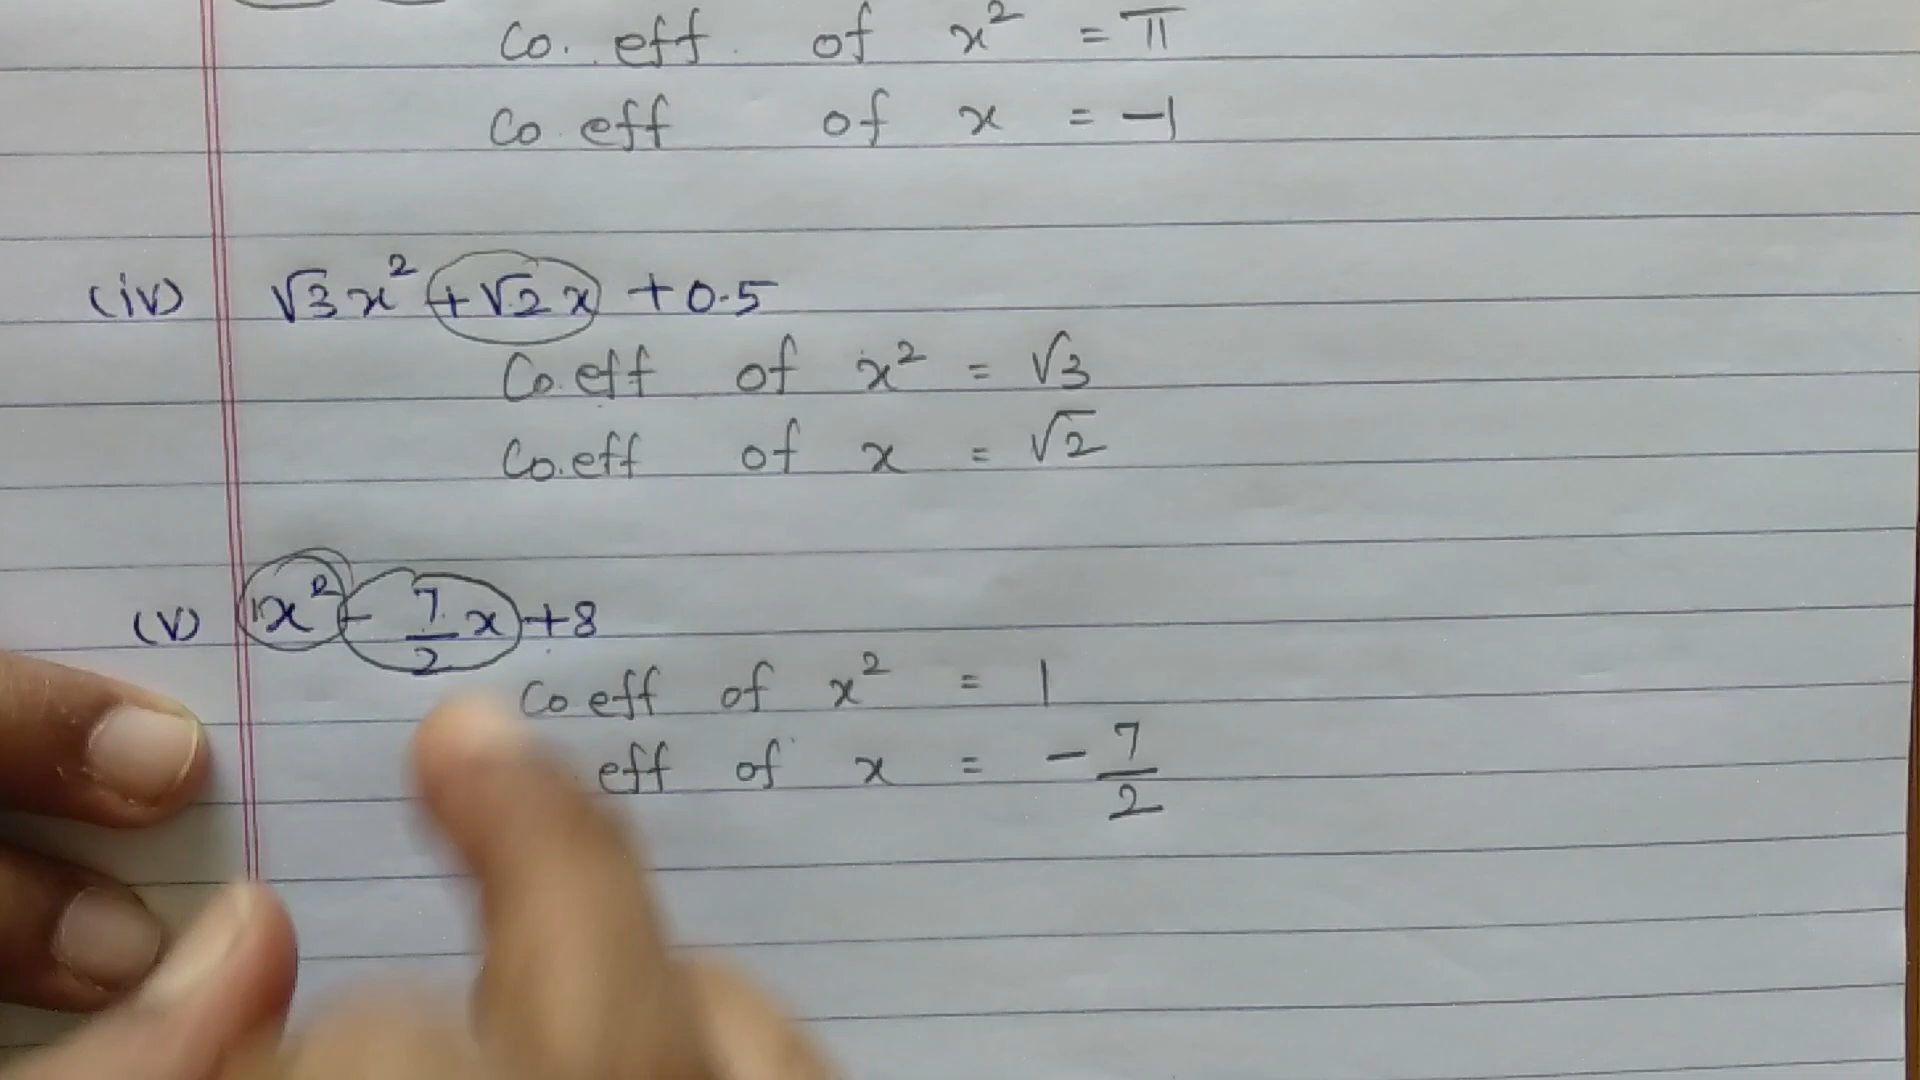 Co. eff. of x² = π
Co eff of x = -1
(iv) √3x² + √2x + 0.5
Co.eff of x² = √3
Co.eff of x = √2
(v) 1x² - 7/2 x + 8
Co eff of x² = 1
eff of x = - 7/2